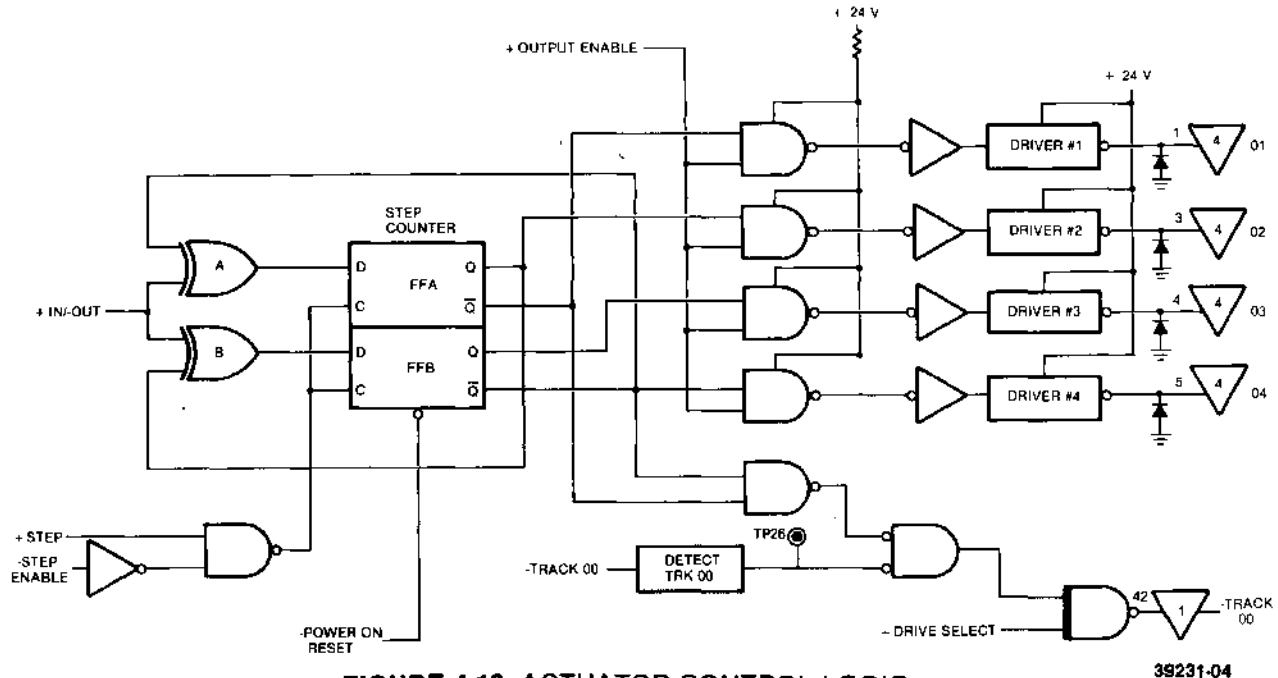 + 24 V
+ OUTPUT ENABLE
+ 24 V
DRIVER #1
1
4
01
STEP
COUNTER
DRIVER #2
3
4
02
A
D
Q
FFA
+ IN/-OUT
C
Q
DRIVER #3
4
4
03
B
D
Q
FFB
C
Q
DRIVER #4
5
4
04
+ STEP
-STEP
ENABLE
TP26
-TRACK 00
DETECT
TRK 00
42
1
-TRACK
00
-POWER ON
RESET
- DRIVE SELECT
39231-04